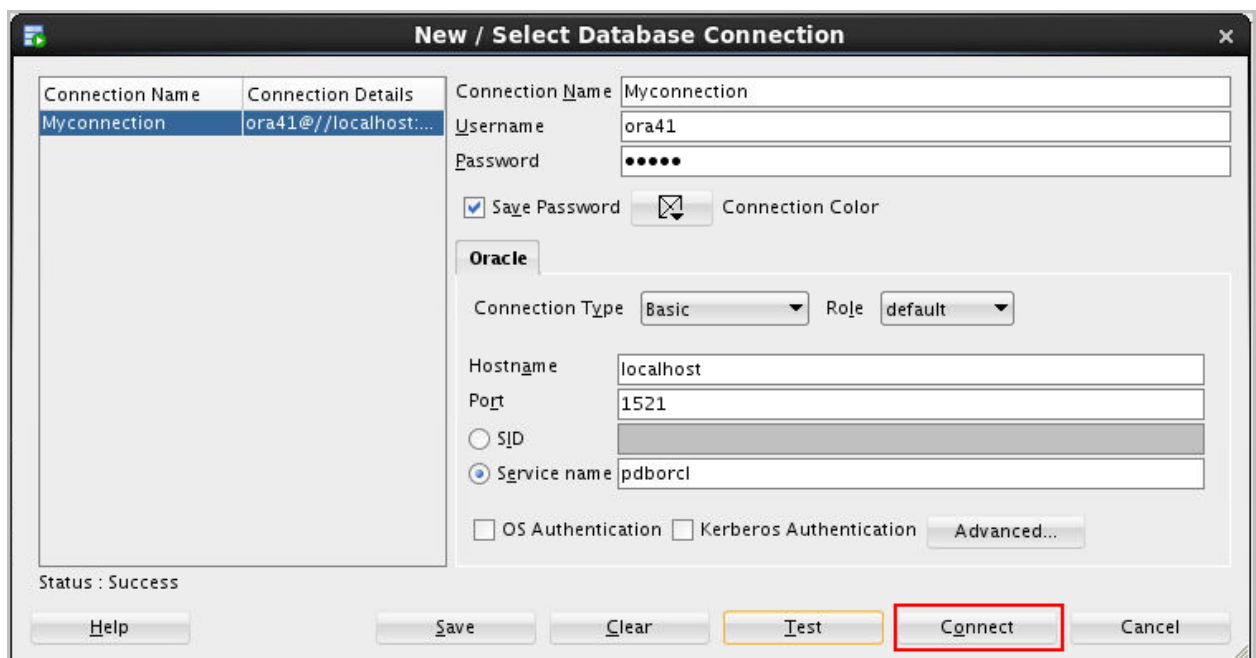 New / Select Database Connection
Connection Name Connection Details
Myconnection ora41@//localhost:...
Connection Name Myconnection
Username ora41
Password •••••
Save Password Connection Color
Oracle
Connection Type Basic Role default
Hostname localhost
Port 1521
SID
Service name pdborcl
OS Authentication Kerberos Authentication Advanced...
Status : Success
Help Save Clear Test Connect Cancel